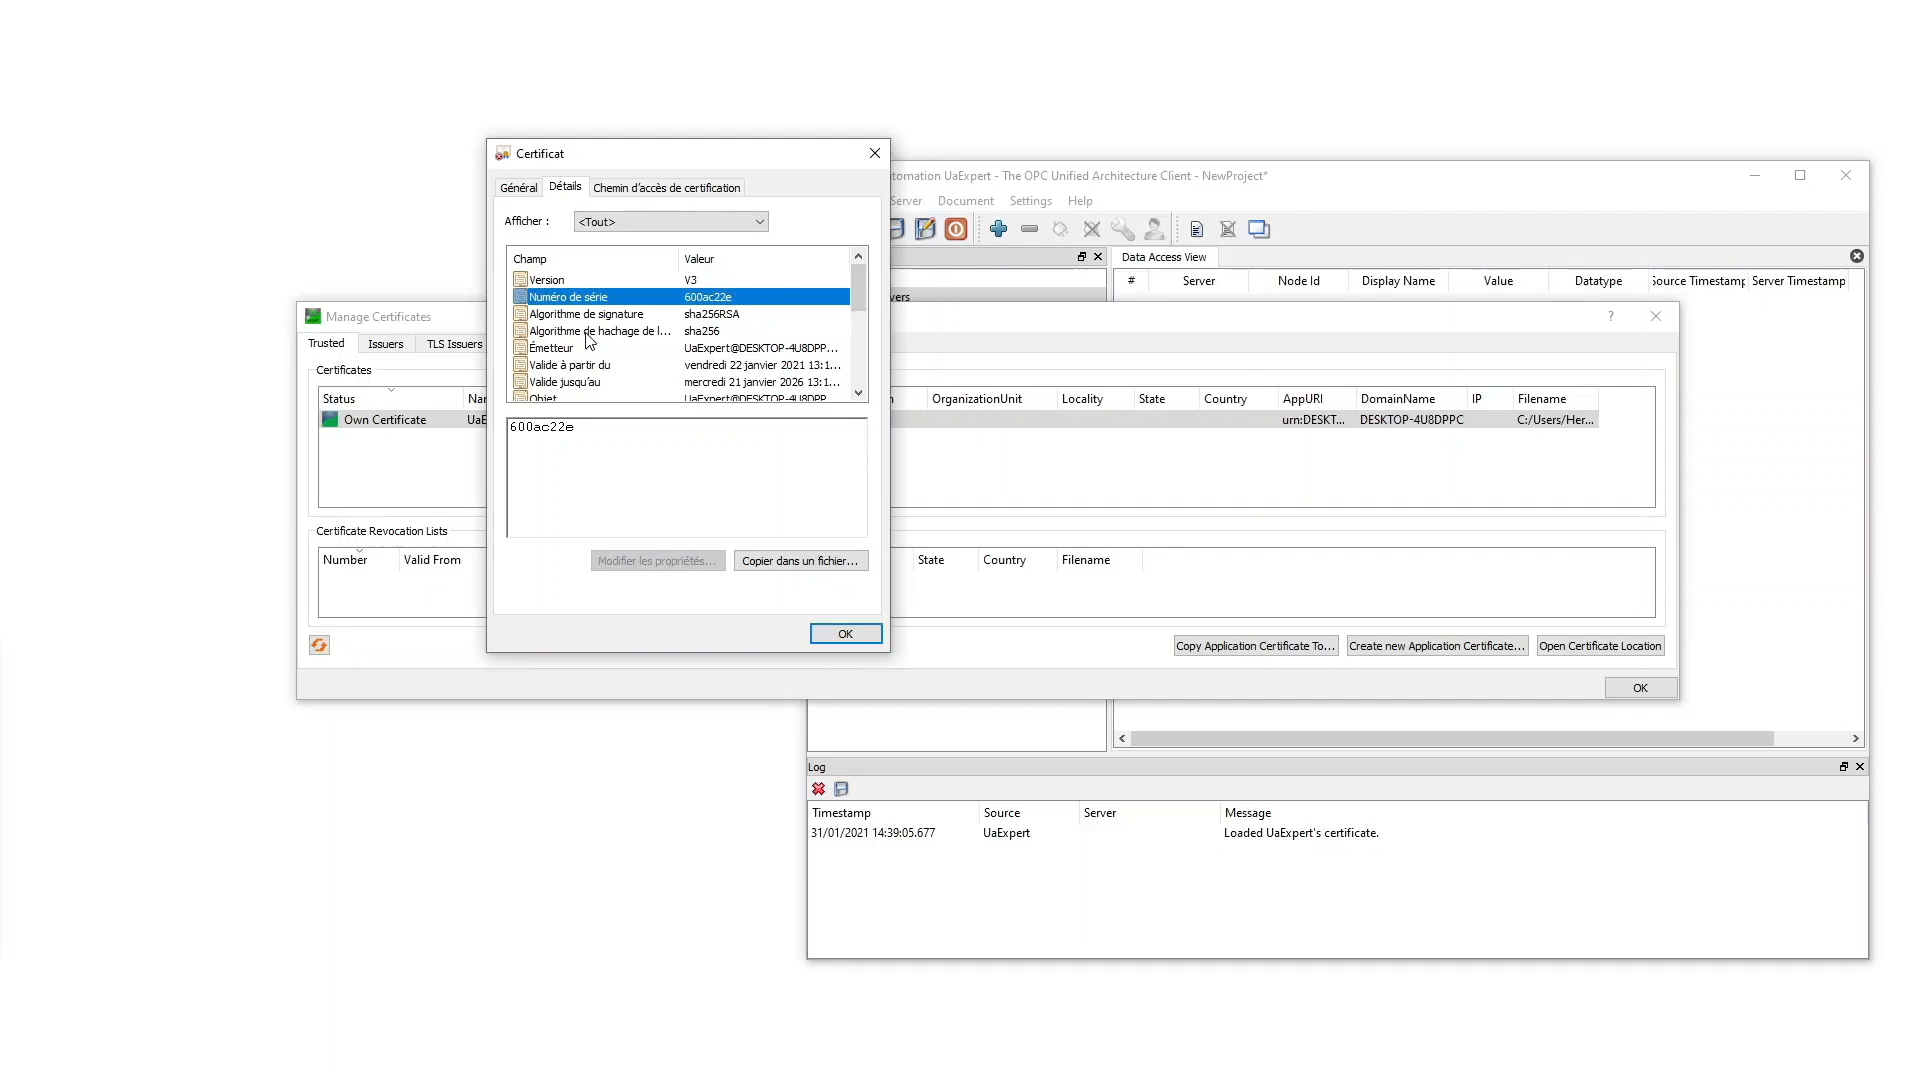 Certificat
Général
Détails
Chemin d'accès de certification
Afficher :
<Tout>
Champ
Valeur
Version
V3
Numéro de série
600ac22e
Algorithme de signature
sha256RSA
Algorithme de hachage de l...
sha256
Émetteur
UaExpert@DESKTOP-4U8DPP...
Valide à partir du
vendredi 22 janvier 2021 13:1...
Valide jusqu'au
mercredi 21 janvier 2026 13:1...
Objet
UaExpert@DESKTOP-4U8DPP
600ac22e
Modifier les propriétés...
Copier dans un fichier...
OK
tomation UaExpert - The OPC Unified Architecture Client - NewProject*
Server
Document
Settings
Help
Data Access View
#
Server
Node Id
Display Name
Value
Datatype
Source Timestamp
Server Timestamp
vers
Manage Certificates
?
Trusted
Issuers
TLS Issuers
Certificates
Status
Nar
OrganizationUnit
Locality
State
Country
AppURI
DomainName
IP
Filename
Own Certificate
UaE
urn:DESKT...
DESKTOP-4U8DPPC
C:/Users/Her...
Certificate Revocation Lists
Number
Valid From
State
Country
Filename
Copy Application Certificate To...
Create new Application Certificate...
Open Certificate Location
OK
Log
Timestamp
Source
Server
Message
31/01/2021 14:39:05.677
UaExpert
Loaded UaExpert's certificate.